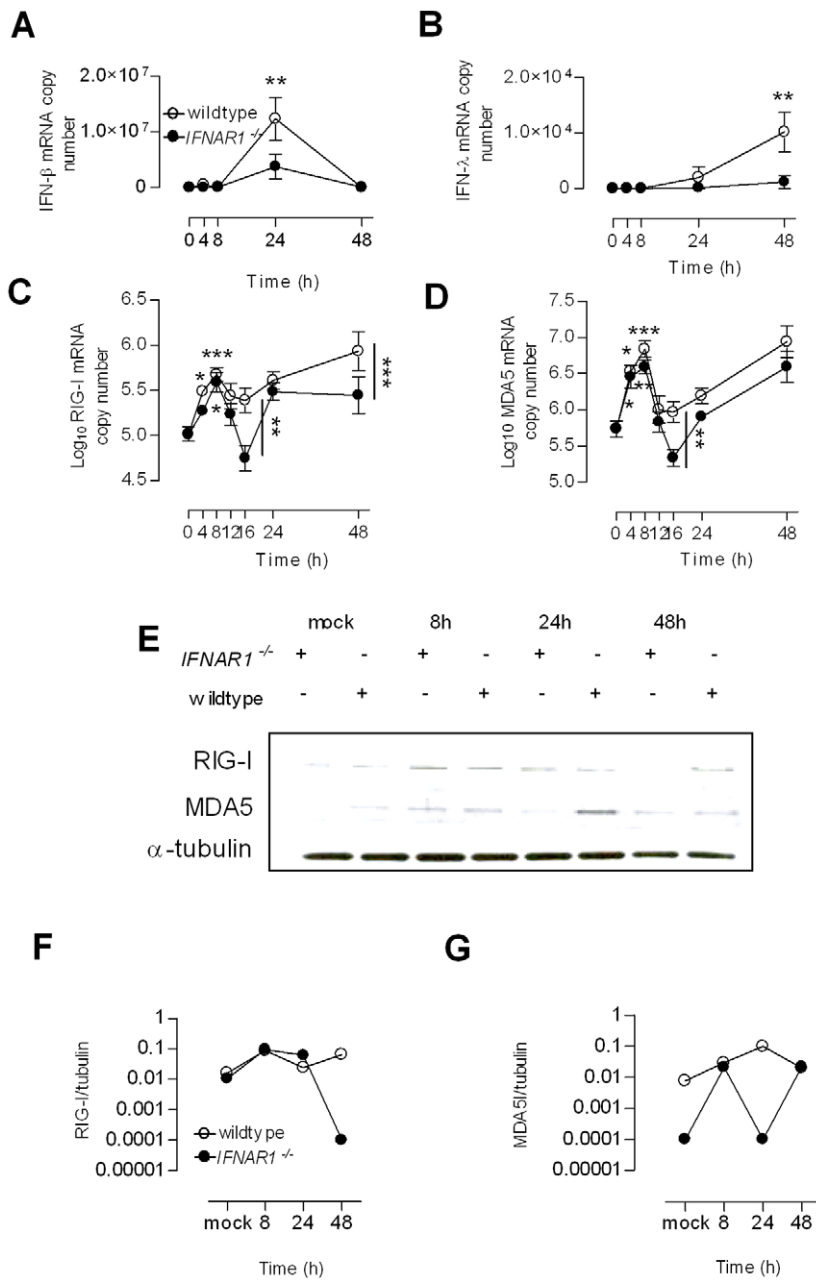 A
IFN-β mRNA copy
number
2.0×10⁷
1.0×10⁷
0
**
wildtype
IFNAR1 -/-
0 4 8 24 48
Time (h)
B
IFN-λ mRNA copy
number
2.0×10⁴
1.0×10⁴
0
**
0 4 8 24 48
Time (h)
C
Log₁₀ RIG-I mRNA
copy number
6.5
6.0
5.5
5.0
4.5
***
*
*
**
***
0 4 8 12 16 24 48
Time (h)
D
Log10 MDA5 mRNA
copy number
7.5
7.0
6.5
6.0
5.5
5.0
***
*
**
*
**
0 4 8 12 16 24 48
Time (h)
E
mock 8h 24h 48h
IFNAR1 -/- + - + - + - + -
wildtype - + - + - + - +
RIG-I
MDA5
α-tubulin
F
RIG-I/tubulin
1
0.1
0.01
0.001
0.0001
0.00001
wildtype
IFNAR1 -/-
mock 8 24 48
Time (h)
G
MDA5I/tubulin
1
0.1
0.01
0.001
0.0001
0.00001
mock 8 24 48
Time (h)